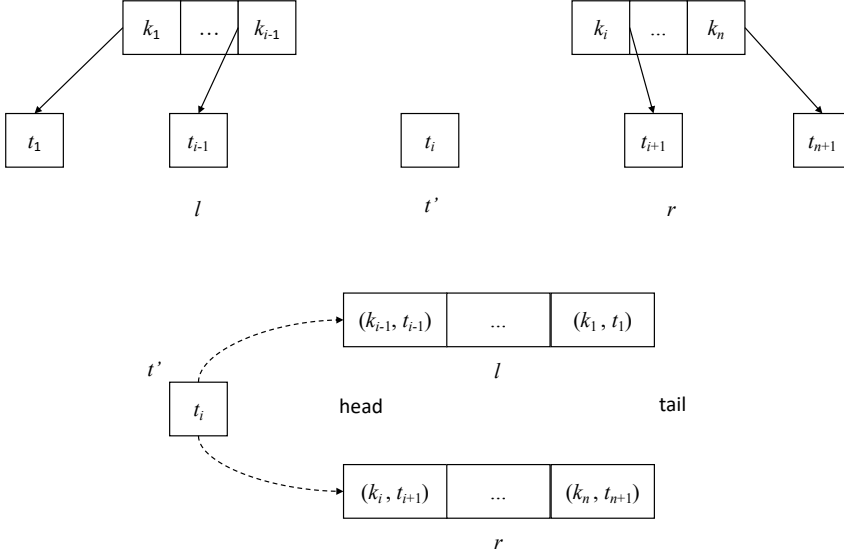 k₁ … kᵢ₋₁ kᵢ ... kₙ
t₁ tᵢ₋₁ tᵢ tᵢ₊₁ tₙ₊₁
l t’ r
(kᵢ₋₁, tᵢ₋₁) ... (k₁, t₁)
l
t’
tᵢ
head tail
(kᵢ, tᵢ₊₁) ... (kₙ, tₙ₊₁)
r